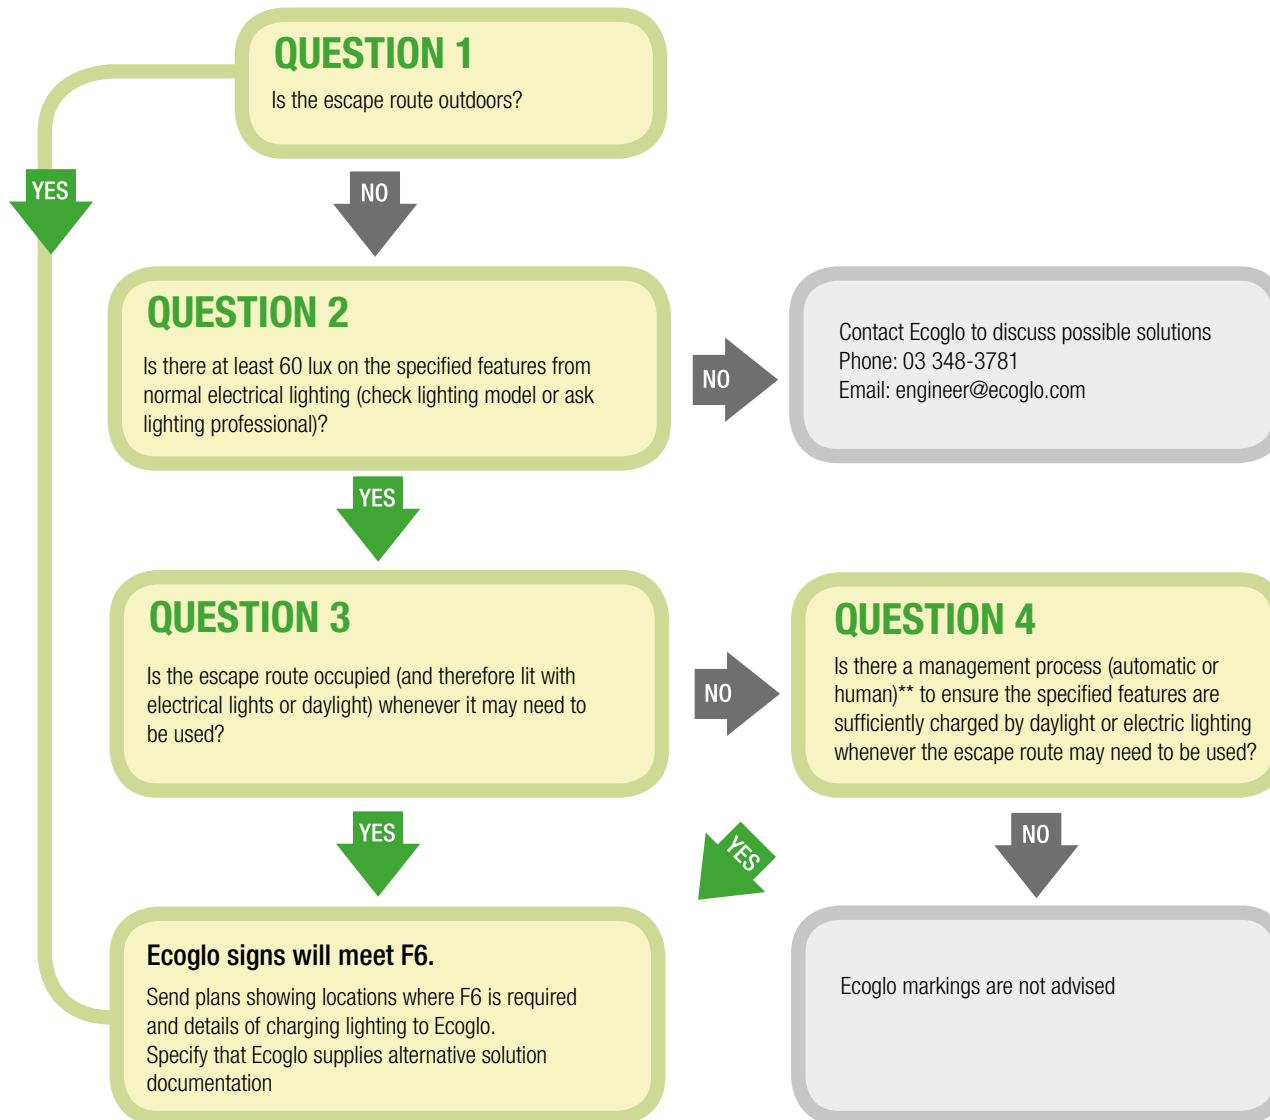 QUESTION 1
Is the escape route outdoors?
YES
NO
QUESTION 2
Is there at least 60 lux on the specified features from
normal electrical lighting (check lighting model or ask
lighting professional)?
NO
Contact Ecoglo to discuss possible solutions
Phone: 03 348-3781
Email: engineer@ecoglo.com
YES
QUESTION 3
Is the escape route occupied (and therefore lit with
electrical lights or daylight) whenever it may need to
be used?
NO
QUESTION 4
Is there a management process (automatic or
human)** to ensure the specified features are
sufficiently charged by daylight or electric lighting
whenever the escape route may need to be used?
YES
YES
NO
Ecoglo signs will meet F6.
Send plans showing locations where F6 is required
and details of charging lighting to Ecoglo.
Specify that Ecoglo supplies alternative solution
documentation
Ecoglo markings are not advised